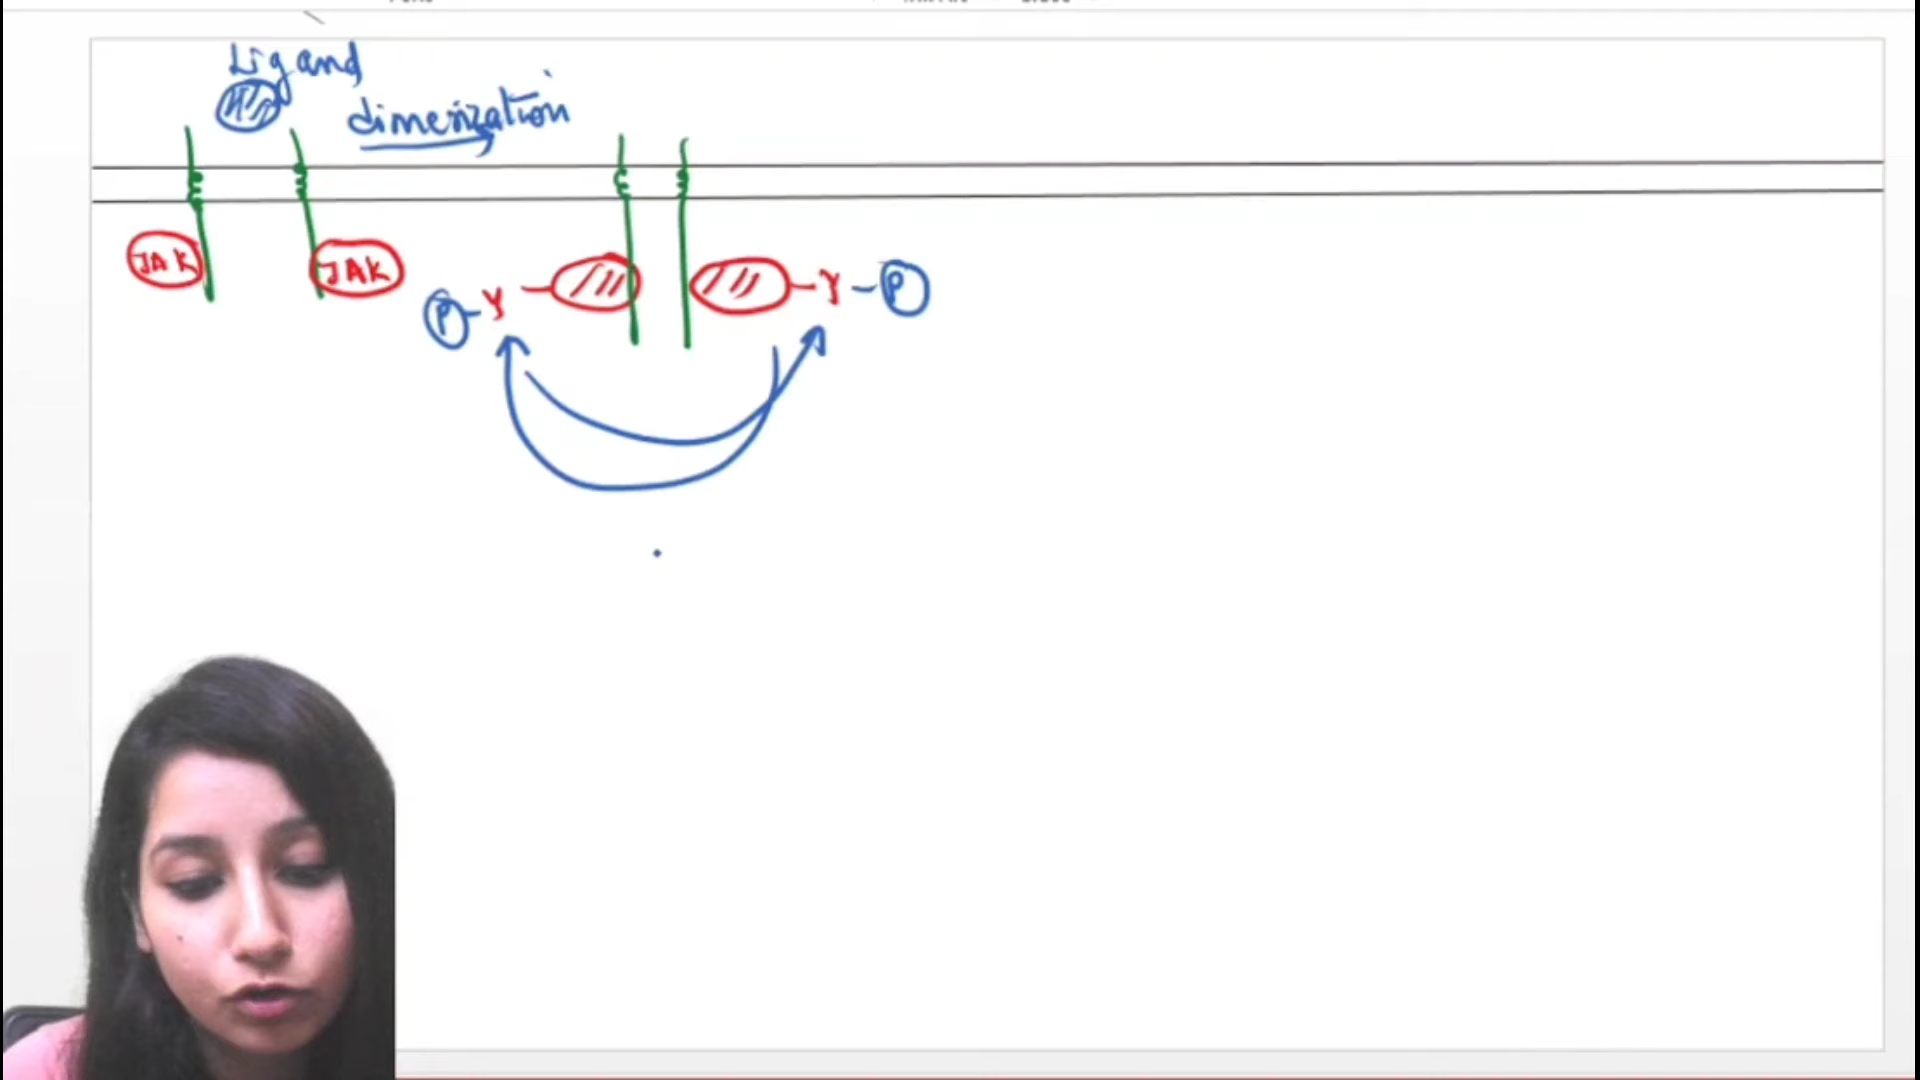 Ligand
dimerization
JAK
JAK
P - Y
Y - P